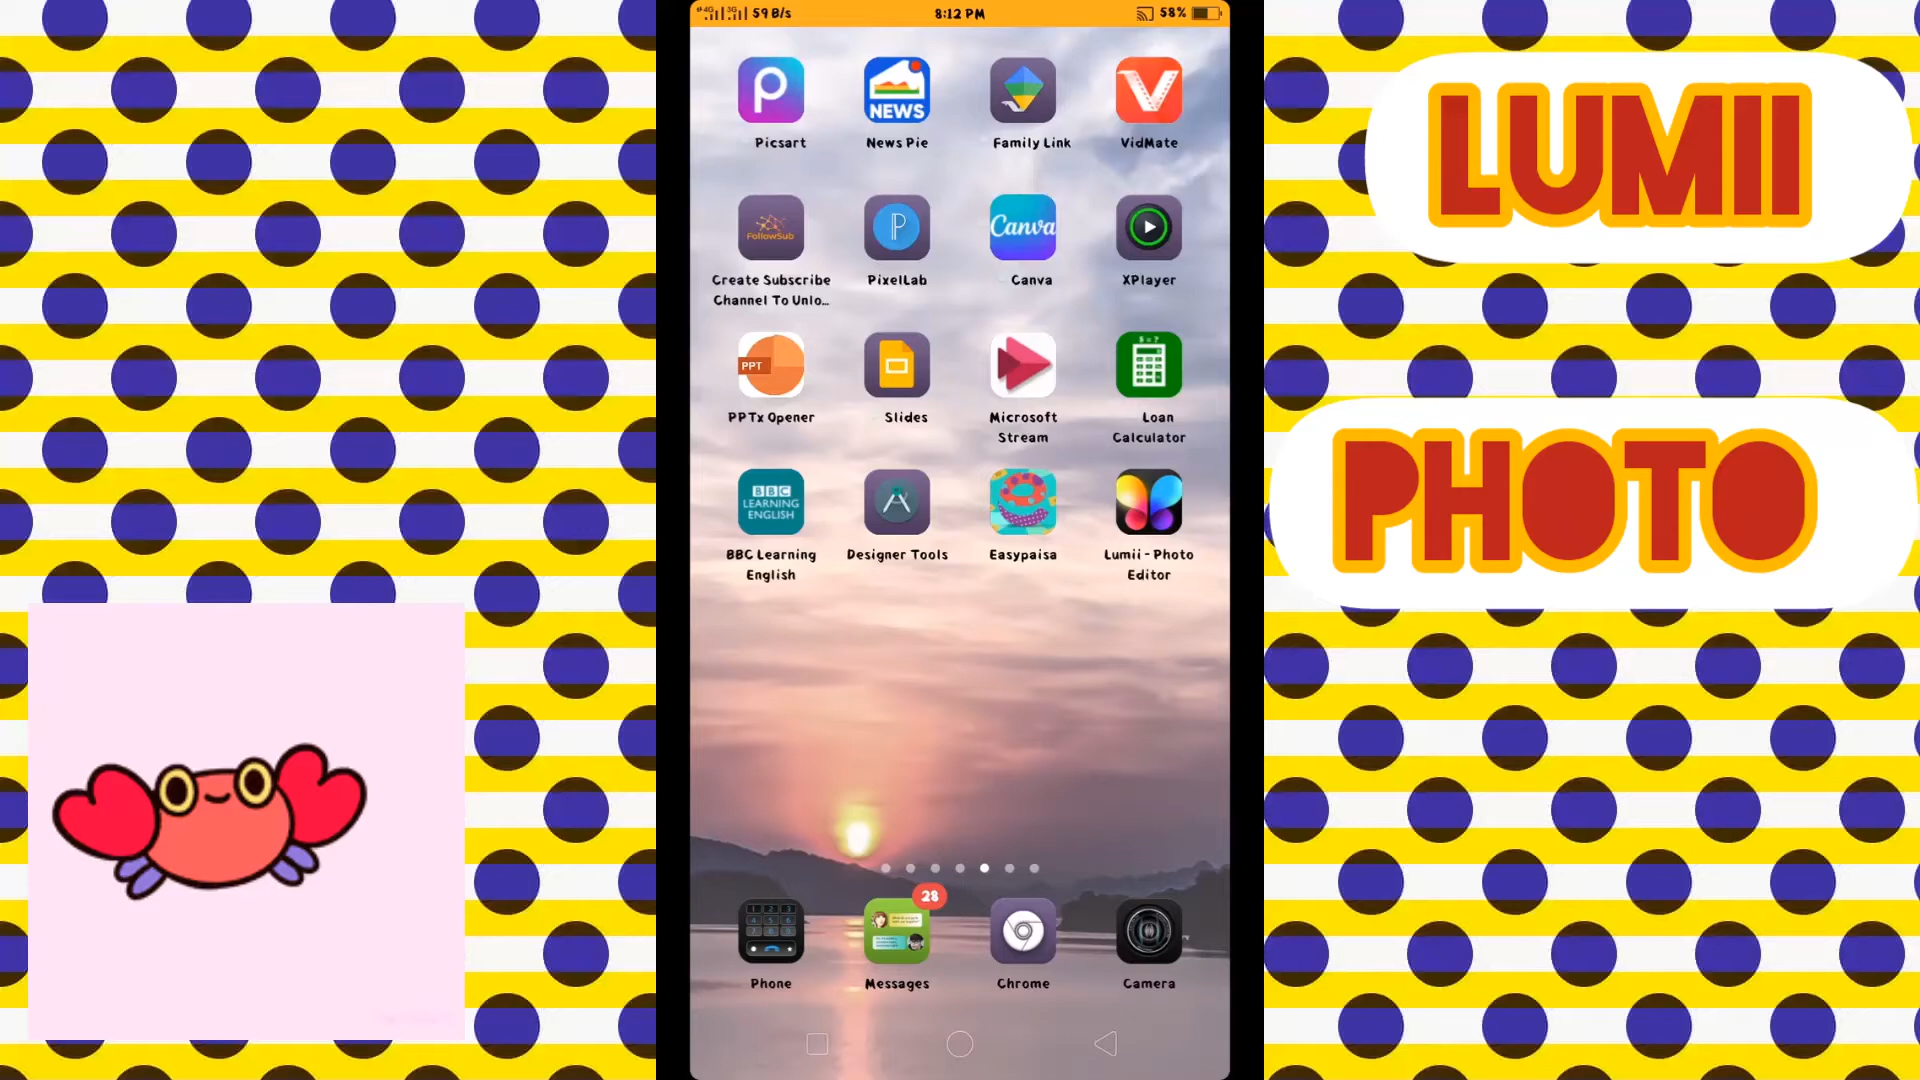 4G 3G 59 B/s 8:12 PM 58%
NEWS
Picsart News Pie Family Link VidMate
FollowSub
Canva
Create Subscribe Channel To Unlo... PixelLab Canva XPlayer
PPT
PPTx Opener Slides Microsoft Stream Loan Calculator
BBC
LEARNING
ENGLISH
BBC Learning English Designer Tools Easypaisa Lumii - Photo Editor
28
Phone Messages Chrome Camera
LUMII
PHOTO